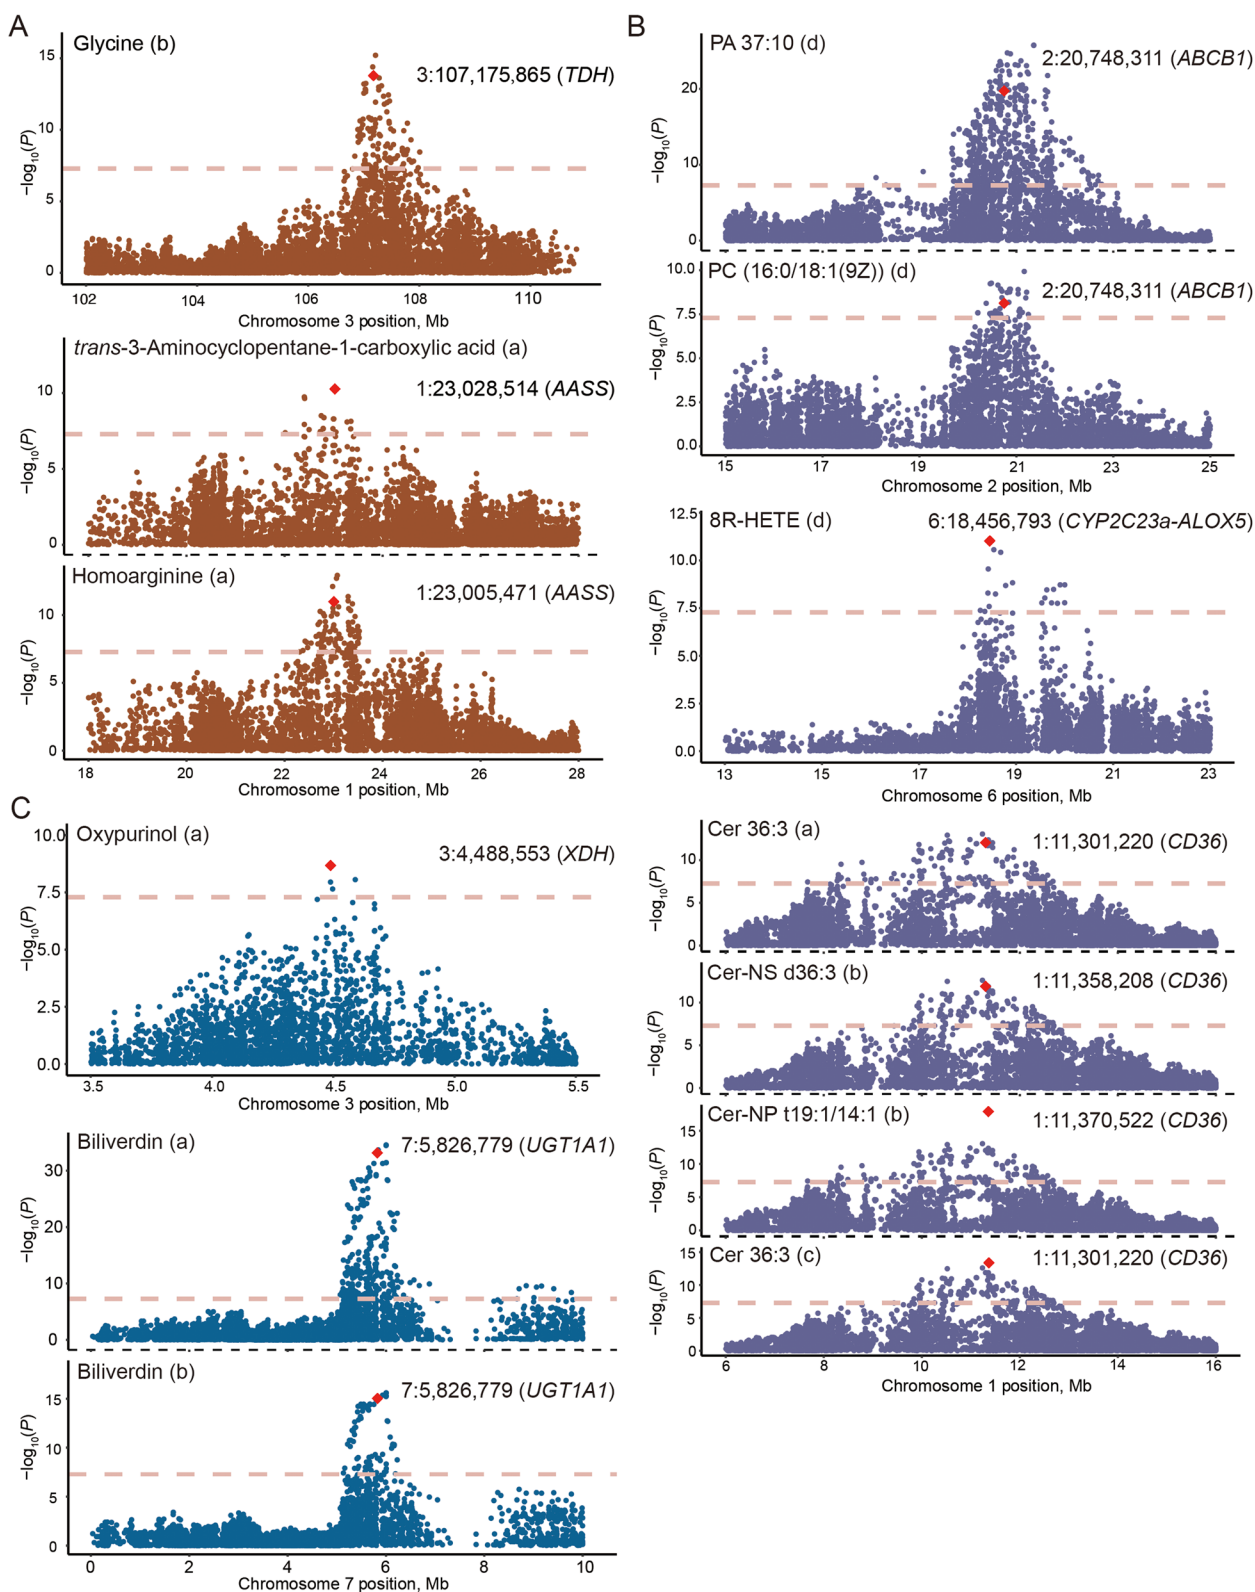 A
Glycine (b)
3:107,175,865 (TDH)
15
10
5
0
−log10(P)
102 104 106 108 110
Chromosome 3 position, Mb
trans-3-Aminocyclopentane-1-carboxylic acid (a)
1:23,028,514 (AASS)
10
5
0
−log10(P)
Homoarginine (a)
1:23,005,471 (AASS)
10
5
0
−log10(P)
18 20 22 24 26 28
Chromosome 1 position, Mb
B
PA 37:10 (d)
2:20,748,311 (ABCB1)
20
10
0
−log10(P)
PC (16:0/18:1(9Z)) (d)
2:20,748,311 (ABCB1)
10.0
7.5
5.0
2.5
0.0
−log10(P)
15 17 19 21 23 25
Chromosome 2 position, Mb
8R-HETE (d)
6:18,456,793 (CYP2C23a-ALOX5)
12.5
10.0
7.5
5.0
2.5
0.0
−log10(P)
13 15 17 19 21 23
Chromosome 6 position, Mb
Cer 36:3 (a)
1:11,301,220 (CD36)
10
5
0
−log10(P)
Cer-NS d36:3 (b)
1:11,358,208 (CD36)
10
5
0
−log10(P)
Cer-NP t19:1/14:1 (b)
1:11,370,522 (CD36)
15
10
5
0
−log10(P)
Cer 36:3 (c)
1:11,301,220 (CD36)
15
10
5
0
−log10(P)
6 8 10 12 14 16
Chromosome 1 position, Mb
C
Oxypurinol (a)
3:4,488,553 (XDH)
10.0
7.5
5.0
2.5
0.0
−log10(P)
3.5 4.0 4.5 5.0 5.5
Chromosome 3 position, Mb
Biliverdin (a)
7:5,826,779 (UGT1A1)
30
20
10
0
−log10(P)
Biliverdin (b)
7:5,826,779 (UGT1A1)
15
10
5
0
−log10(P)
0 2 4 6 8 10
Chromosome 7 position, Mb